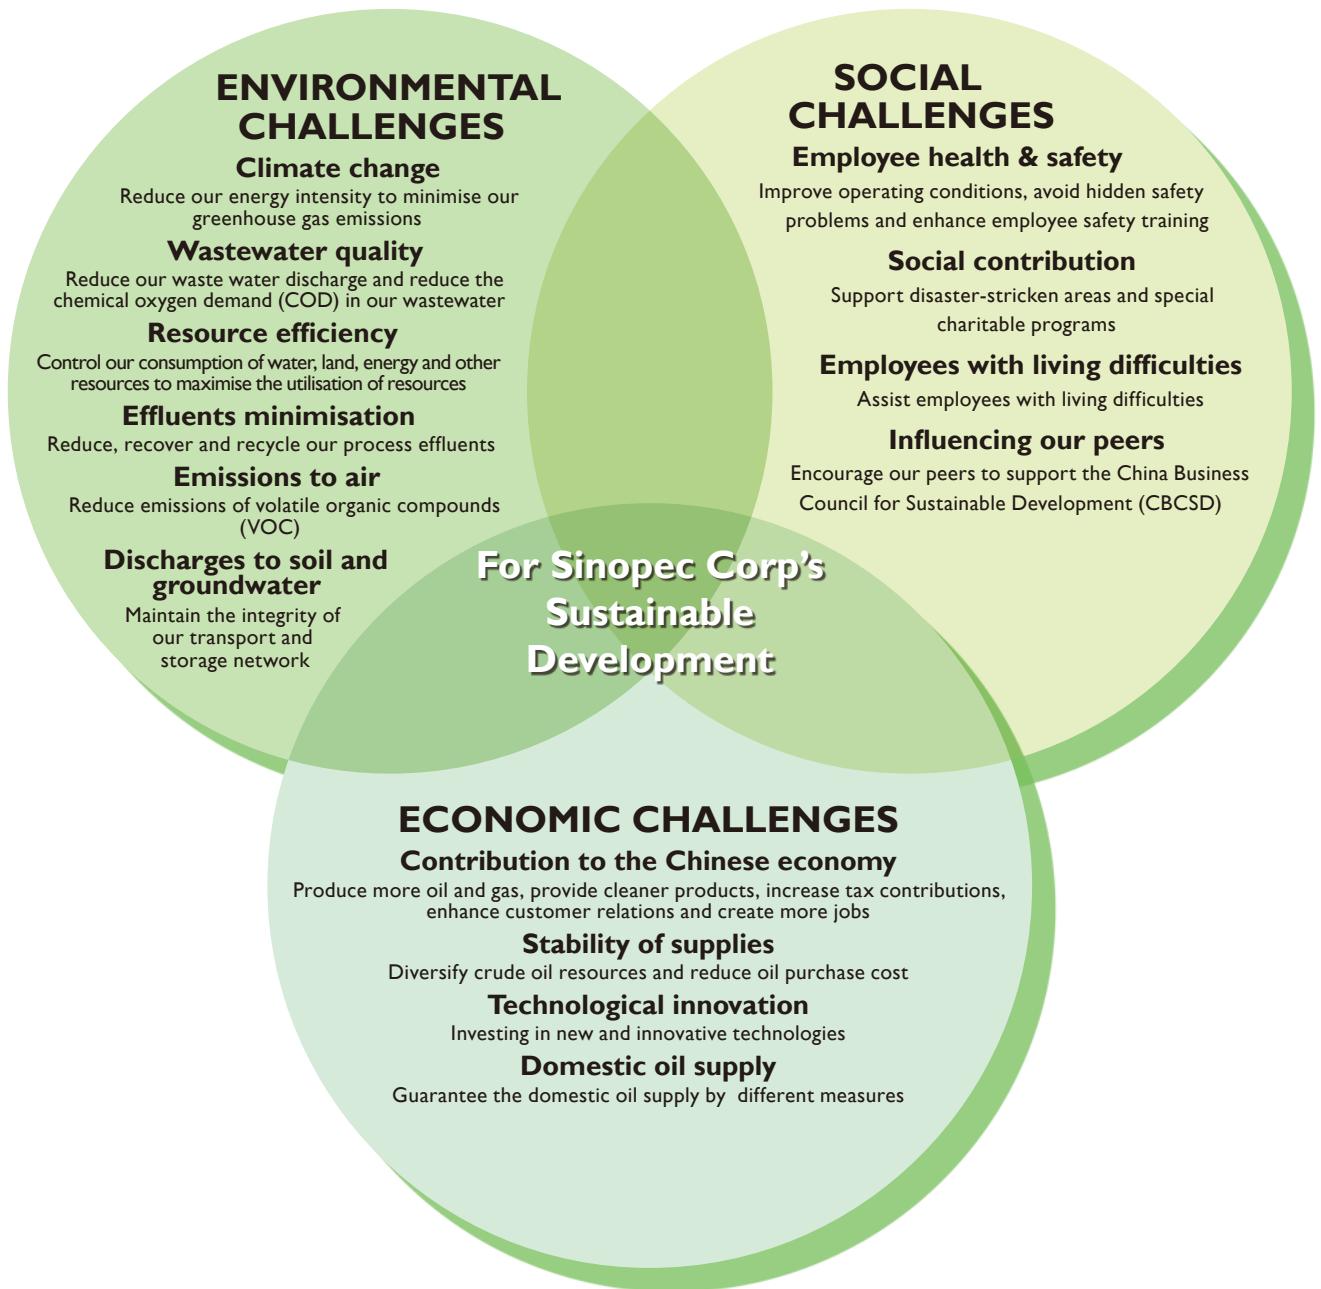 ENVIRONMENTAL
CHALLENGES
Climate change
Reduce our energy intensity to minimise our
greenhouse gas emissions
Wastewater quality
Reduce our waste water discharge and reduce the
chemical oxygen demand (COD) in our wastewater
Resource efficiency
Control our consumption of water, land, energy and other
resources to maximise the utilisation of resources
Effluents minimisation
Reduce, recover and recycle our process effluents
Emissions to air
Reduce emissions of volatile organic compounds
(VOC)
Discharges to soil and
groundwater
Maintain the integrity of
our transport and
storage network
SOCIAL
CHALLENGES
Employee health & safety
Improve operating conditions, avoid hidden safety
problems and enhance employee safety training
Social contribution
Support disaster-stricken areas and special
charitable programs
Employees with living difficulties
Assist employees with living difficulties
Influencing our peers
Encourage our peers to support the China Business
Council for Sustainable Development (CBCSD)
For Sinopec Corp’s
Sustainable
Development
ECONOMIC CHALLENGES
Contribution to the Chinese economy
Produce more oil and gas, provide cleaner products, increase tax contributions,
enhance customer relations and create more jobs
Stability of supplies
Diversify crude oil resources and reduce oil purchase cost
Technological innovation
Investing in new and innovative technologies
Domestic oil supply
Guarantee the domestic oil supply by different measures